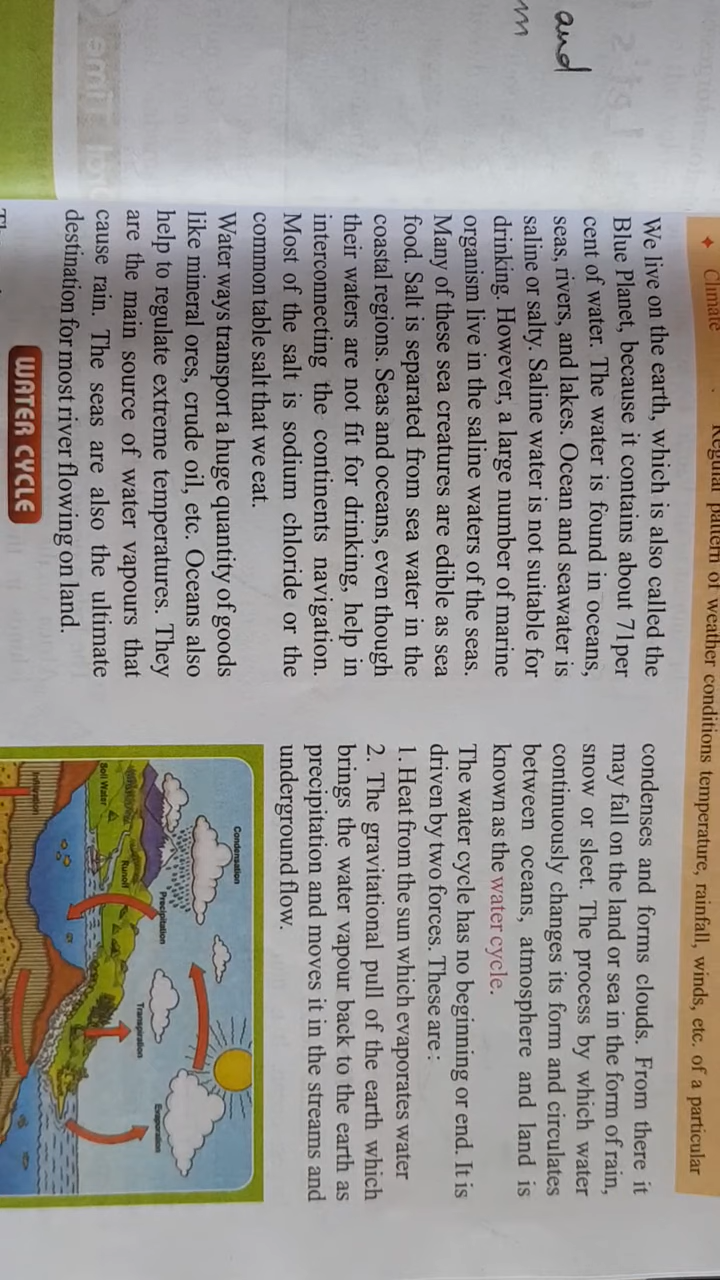 and
Climate
Regular pattern of weather conditions temperature, rainfall, winds, etc. of a particular
We live on the earth, which is also called the
Blue Planet, because it contains about 71per
cent of water. The water is found in oceans,
seas, rivers, and lakes. Ocean and seawater is
saline or salty. Saline water is not suitable for
drinking. However, a large number of marine
organism live in the saline waters of the seas.
Many of these sea creatures are edible as sea
food. Salt is separated from sea water in the
coastal regions. Seas and oceans, even though
their waters are not fit for drinking, help in
interconnecting the continents navigation.
Most of the salt is sodium chloride or the
common table salt that we eat.
Water ways transport a huge quantity of goods
like mineral ores, crude oil, etc. Oceans also
help to regulate extreme temperatures. They
are the main source of water vapours that
cause rain. The seas are also the ultimate
destination for most river flowing on land.
WATER CYCLE
condenses and forms clouds. From there it
may fall on the land or sea in the form of rain,
snow or sleet. The process by which water
continuously changes its form and circulates
between oceans, atmosphere and land is
known as the water cycle.
The water cycle has no beginning or end. It is
driven by two forces. These are :
1. Heat from the sun which evaporates water
2. The gravitational pull of the earth which
brings the water vapour back to the earth as
precipitation and moves it in the streams and
underground flow.
Condensation
Precipitation
Transpiration
Evaporation
Runoff
Soil Water
Infiltration